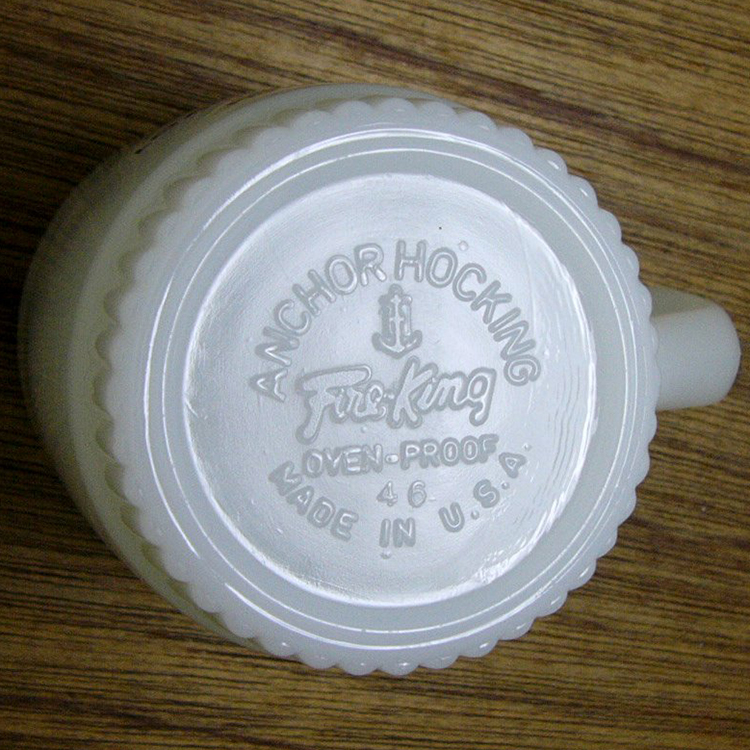 ANCHOR HOCKING
Fire-King
OVEN-PROOF
46
MADE IN U.S.A.